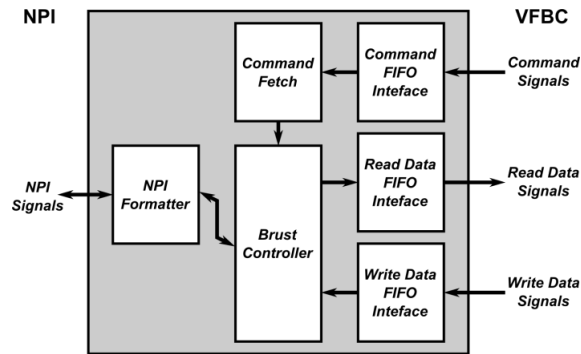 NPI
VFBC
Command
Fetch
Command
FIFO
Inteface
Command
Signals
NPI
Signals
NPI
Formatter
Brust
Controller
Read Data
FIFO
Inteface
Read Data
Signals
Write Data
FIFO
Inteface
Write Data
Signals